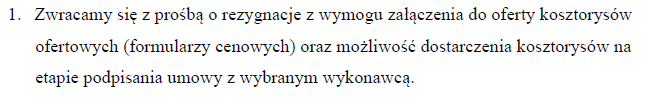 1. Zwracamy się z prośbą o rezygnacje z wymogu załączenia do oferty kosztorysów
ofertowych (formularzy cenowych) oraz możliwość dostarczenia kosztorysów na
etapie podpisania umowy z wybranym wykonawcą.